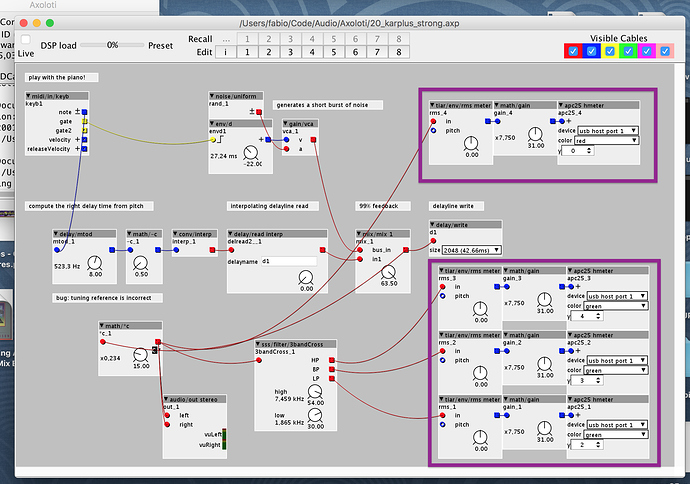 Axoloti
/Users/fabio/Code/Audio/Axoloti/20_karplus_strong.axp
Live
DSP load
0%
Preset
Recall ... 1 2 3 4 5 6 7 8
Edit i 1 2 3 4 5 6 7 8
Visible Cables
play with the piano!
midi/in/keyb
keyb1
note
gate
gate2
velocity
releaseVelocity
noise/uniform
rand_1
generates a short burst of noise
env/d
envd1
27,24 ms
-22.00
gain/vca
vca_1
v
a
tiar/env/rms meter
rms_4
in
pitch
0.00
math/gain
gain_4
x7,750
31.00
apc25 hmeter
apc25_4
device usb host port 1
color red
y 0
compute the right delay time from pitch
interpolating delayline read
99% feedback
delayline write
delay/mtod
mtod_1
523,3 Hz
8.00
math/-c
-c_1
0.50
conv/interp
interp_1
delay/read interp
delread2__1
delayname d1
0.00
mix/mix 1
mix_1
bus_in
in1
63.50
delay/write
d1
size 2048 (42.66ms)
bug: tuning reference is incorrect
math/*c
*c_1
x0,234
15.00
audio/out stereo
out_1
left
right
vuLeft
vuRight
sss/filter/3bandCross
3bandCross_1
HP
BP
LP
high
7,459 kHz
54.00
low
1,865 kHz
30.00
tiar/env/rms meter
rms_3
in
pitch
0.00
math/gain
gain_3
x7,750
31.00
apc25 hmeter
apc25_3
device usb host port 1
color green
y 4
tiar/env/rms meter
rms_2
in
pitch
0.00
math/gain
gain_2
x7,750
31.00
apc25 hmeter
apc25_2
device usb host port 1
color green
y 3
tiar/env/rms meter
rms_1
in
pitch
0.00
math/gain
gain_1
x7,750
31.00
apc25 hmeter
apc25_1
device usb host port 1
color green
y 2